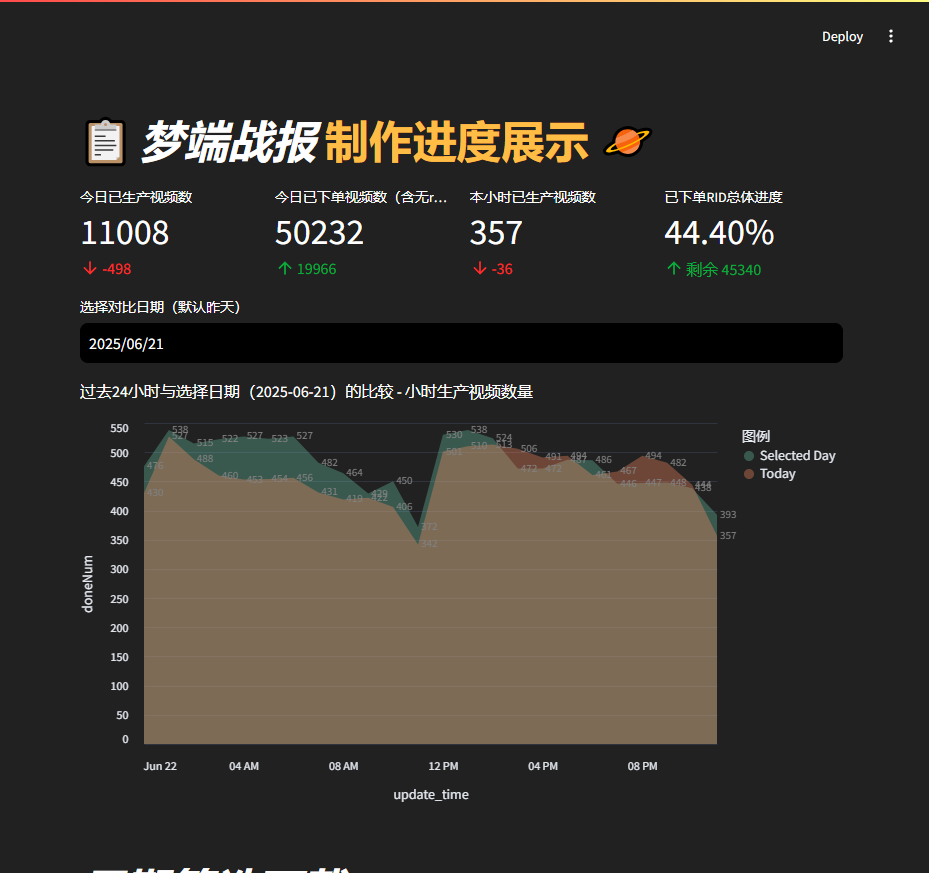 Deploy
梦端战报 制作进度展示
今日已生产视频数
11008
-498
今日已下单视频数（含无r...
50232
19966
本小时已生产视频数
357
-36
已下单RID总体进度
44.40%
剩余 45340
选择对比日期（默认昨天）
2025/06/21
过去24小时与选择日期（2025-06-21）的比较 - 小时生产视频数量
图例
Selected Day
Today
doneNum
550
500
450
400
350
300
250
200
150
100
50
0
476 538 515 522 527 523 527 482 464 429 450 372 530 538 524
430 527 488 460 453 454 456 431 419 422 406 342 501 510 513
506 491 494 486 467 494 482 444 393
472 472 487 461 446 447 448 438 357
Jun 22
04 AM
08 AM
12 PM
04 PM
08 PM
update_time